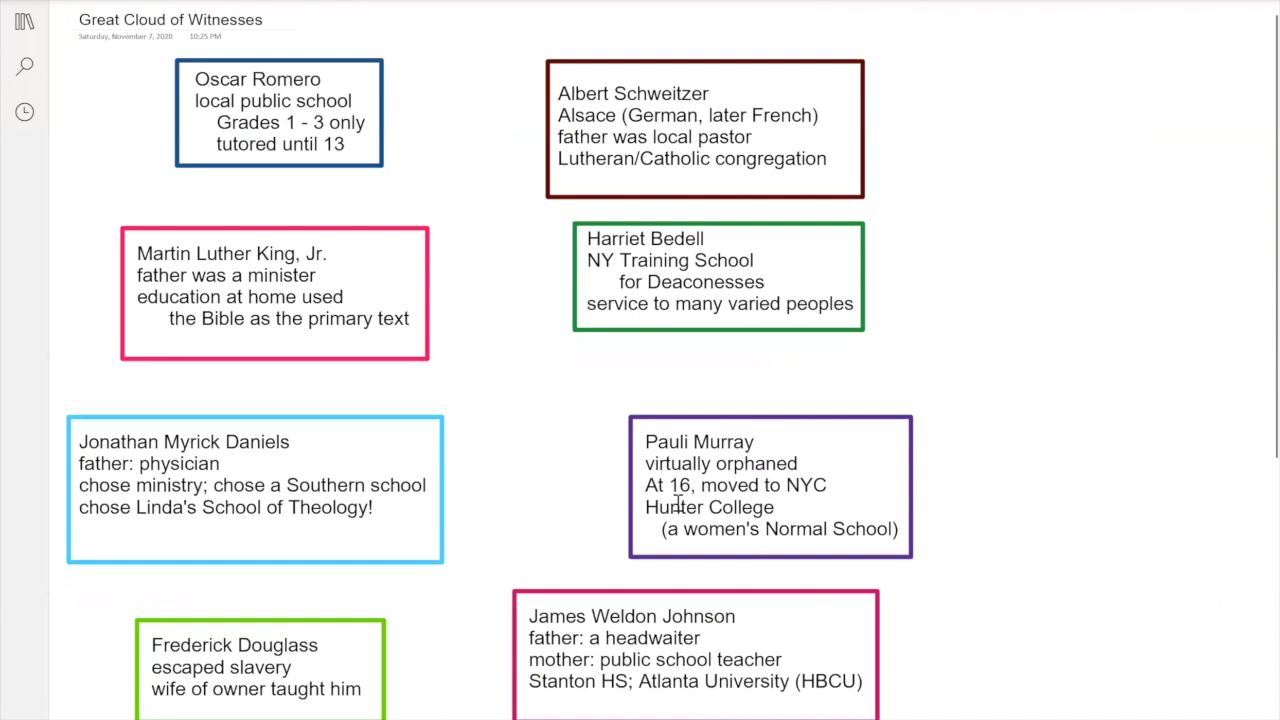 Great Cloud of Witnesses
Saturday, November 7, 2020 10:25 PM
Oscar Romero
local public school
Grades 1 - 3 only
tutored until 13
Albert Schweitzer
Alsace (German, later French)
father was local pastor
Lutheran/Catholic congregation
Martin Luther King, Jr.
father was a minister
education at home used
the Bible as the primary text
Harriet Bedell
NY Training School
for Deaconesses
service to many varied peoples
Jonathan Myrick Daniels
father: physician
chose ministry; chose a Southern school
chose Linda's School of Theology!
Pauli Murray
virtually orphaned
At 16, moved to NYC
Hunter College
(a women's Normal School)
Frederick Douglass
escaped slavery
wife of owner taught him
James Weldon Johnson
father: a headwaiter
mother: public school teacher
Stanton HS; Atlanta University (HBCU)